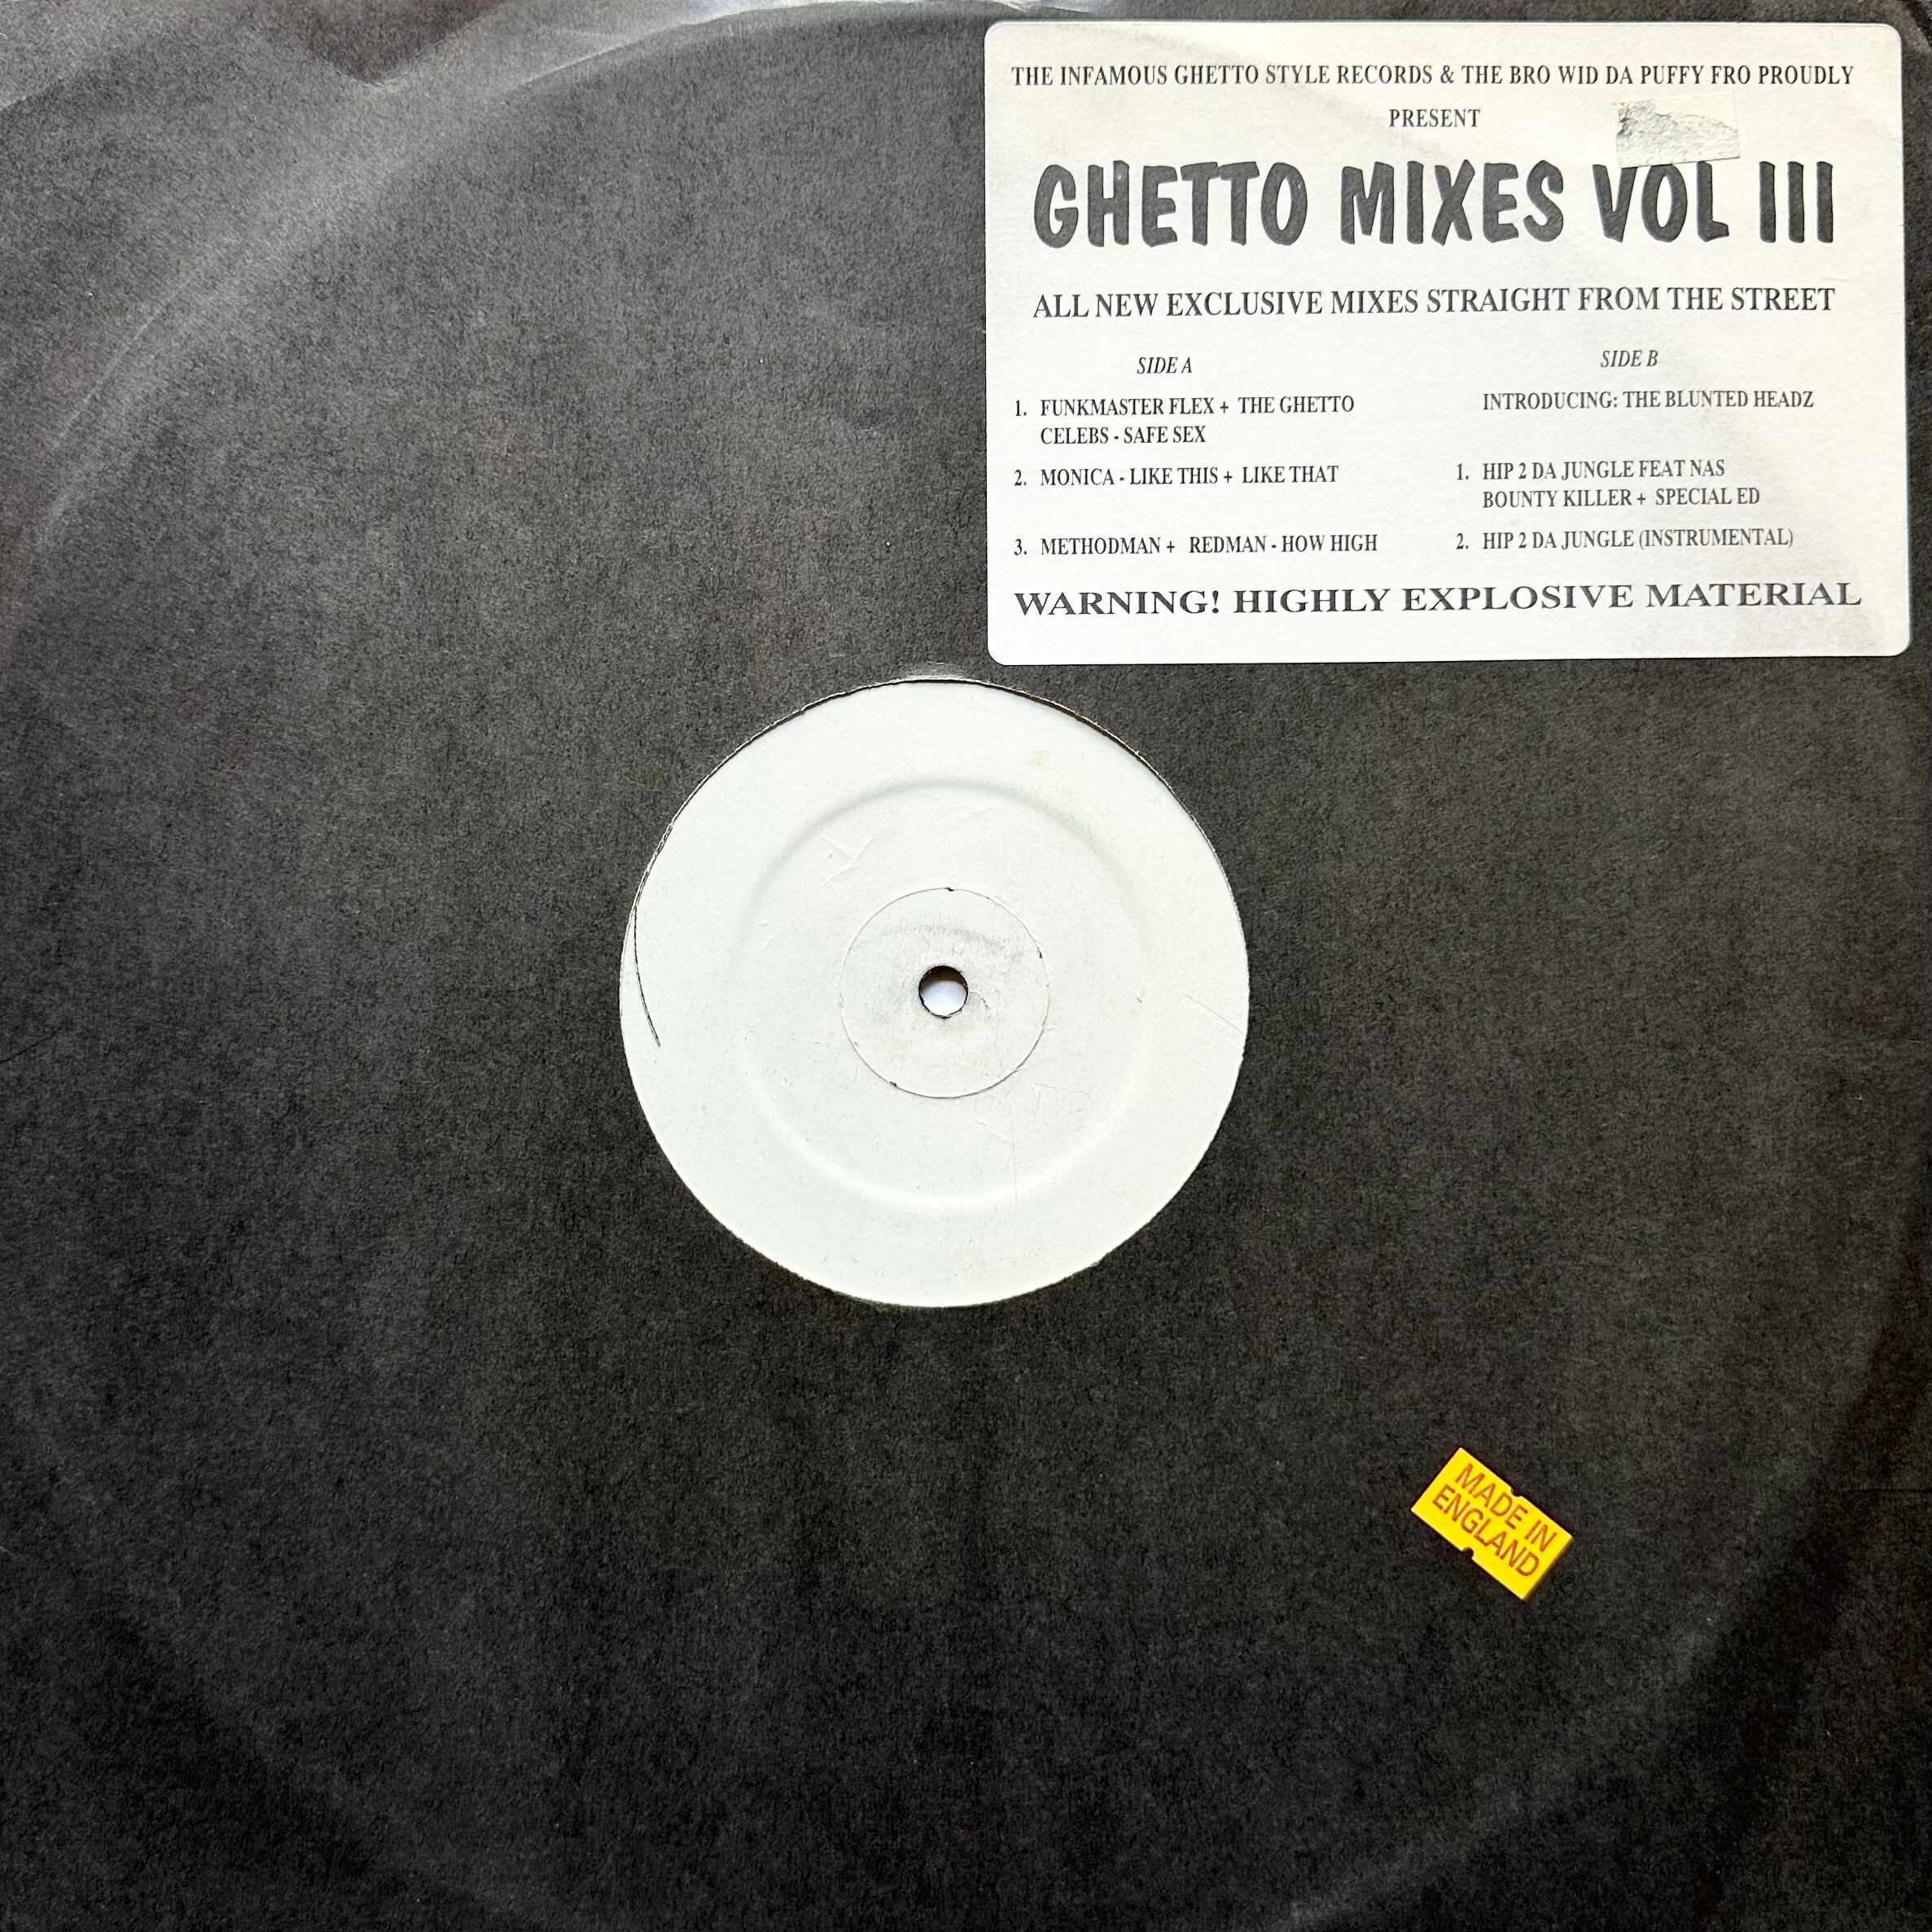 THE INFAMOUS GHETTO STYLE RECORDS & THE BRO WID DA PUFFY FRO PROUDLY
PRESENT
GHETTO MIXES VOL III
ALL NEW EXCLUSIVE MIXES STRAIGHT FROM THE STREET
SIDE A
1. FUNKMASTER FLEX + THE GHETTO
CELEBS - SAFE SEX
2. MONICA - LIKE THIS + LIKE THAT
3. METHODMAN + REDMAN - HOW HIGH
SIDE B
INTRODUCING: THE BLUNTED HEADZ
1. HIP 2 DA JUNGLE FEAT NAS
BOUNTY KILLER + SPECIAL ED
2. HIP 2 DA JUNGLE (INSTRUMENTAL)
WARNING! HIGHLY EXPLOSIVE MATERIAL
MADE IN
ENGLAND